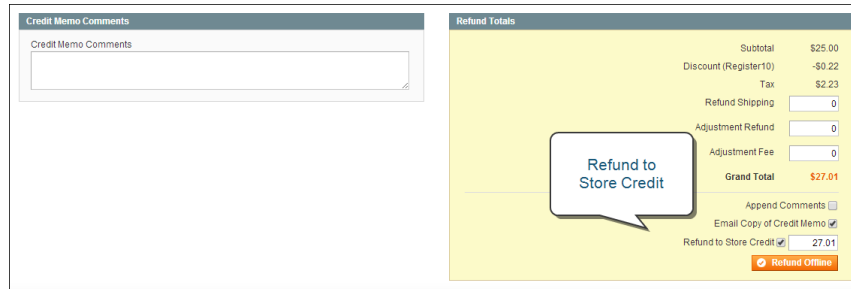 Credit Memo Comments
Credit Memo Comments
Refund Totals
Subtotal $25.00
Discount (Register10) -$0.22
Tax $2.23
Refund Shipping 0
Adjustment Refund 0
Adjustment Fee 0
Grand Total $27.01
Refund to
Store Credit
Append Comments
Email Copy of Credit Memo
Refund to Store Credit 27.01
Refund Offline